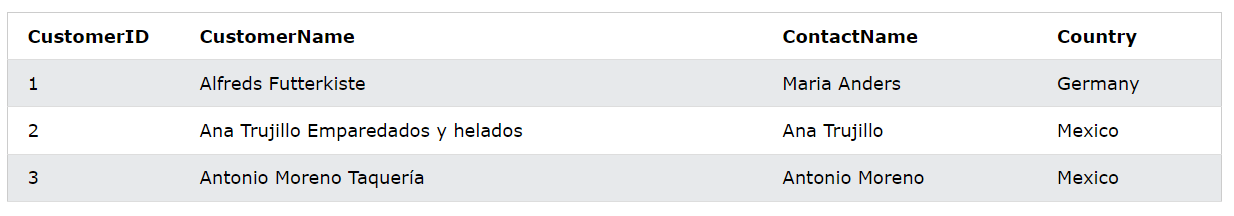 CustomerID CustomerName ContactName Country
1 Alfreds Futterkiste Maria Anders Germany
2 Ana Trujillo Emparedados y helados Ana Trujillo Mexico
3 Antonio Moreno Taquería Antonio Moreno Mexico